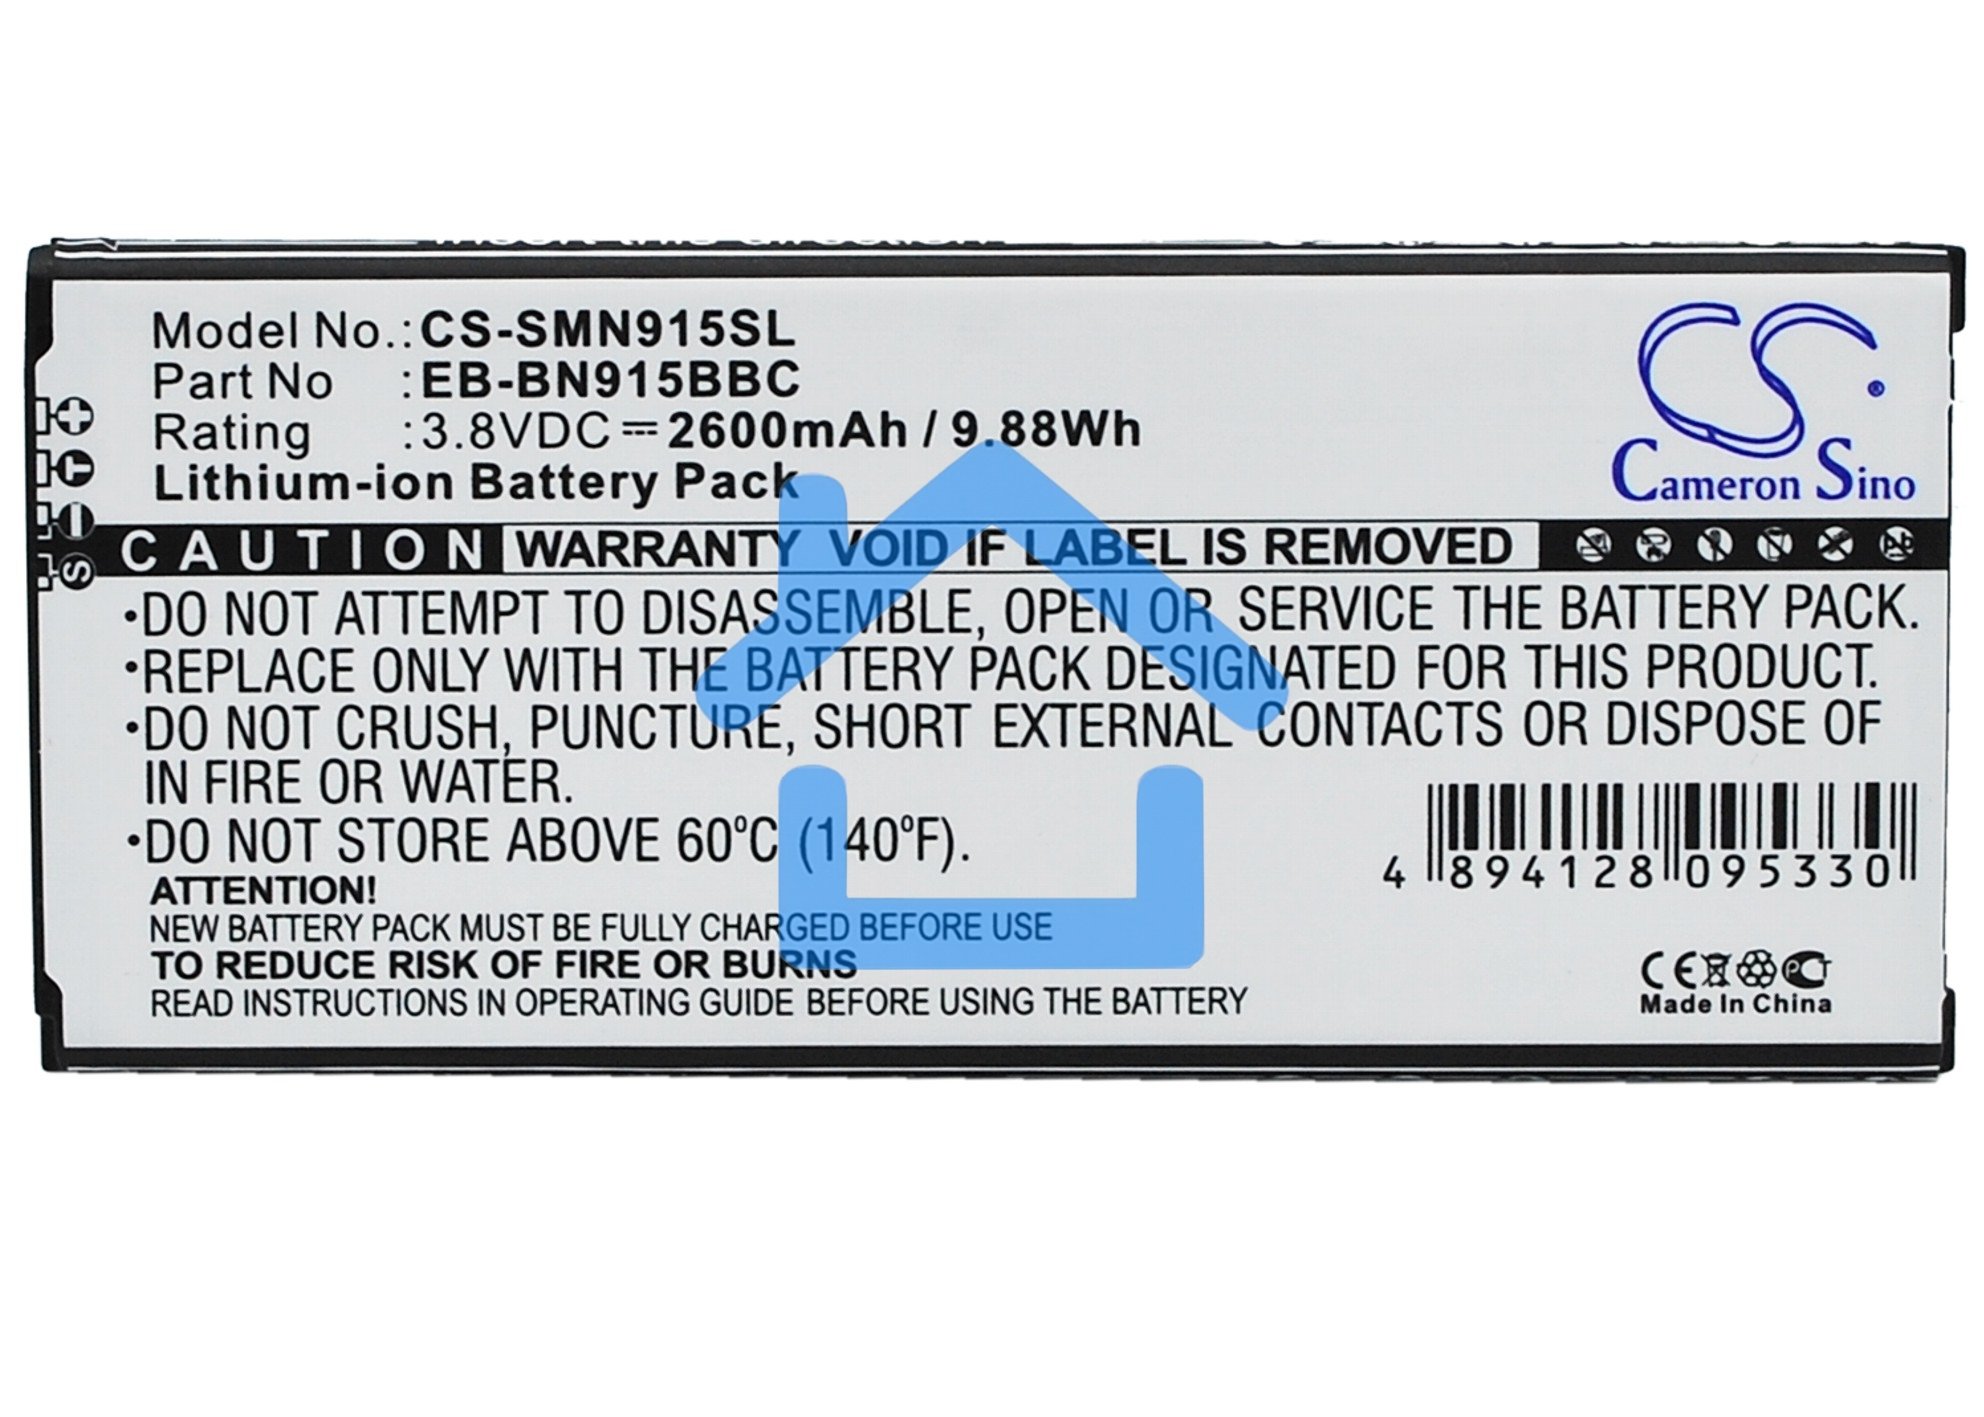 Model No.:CS-SMN915SL
Part No :EB-BN915BBC
Rating :3.8VDC⎓2600mAh / 9.88Wh
Lithium-ion Battery Pack
CS®
Cameron Sino
CAUTION WARRANTY VOID IF LABEL IS REMOVED
•DO NOT ATTEMPT TO DISASSEMBLE, OPEN OR SERVICE THE BATTERY PACK.
•REPLACE ONLY WITH THE BATTERY PACK DESIGNATED FOR THIS PRODUCT.
•DO NOT CRUSH, PUNCTURE, SHORT EXTERNAL CONTACTS OR DISPOSE OF
IN FIRE OR WATER.
•DO NOT STORE ABOVE 60°C (140°F).
ATTENTION!
NEW BATTERY PACK MUST BE FULLY CHARGED BEFORE USE
TO REDUCE RISK OF FIRE OR BURNS
READ INSTRUCTIONS IN OPERATING GUIDE BEFORE USING THE BATTERY
4 894128 095330
CE
Made In China